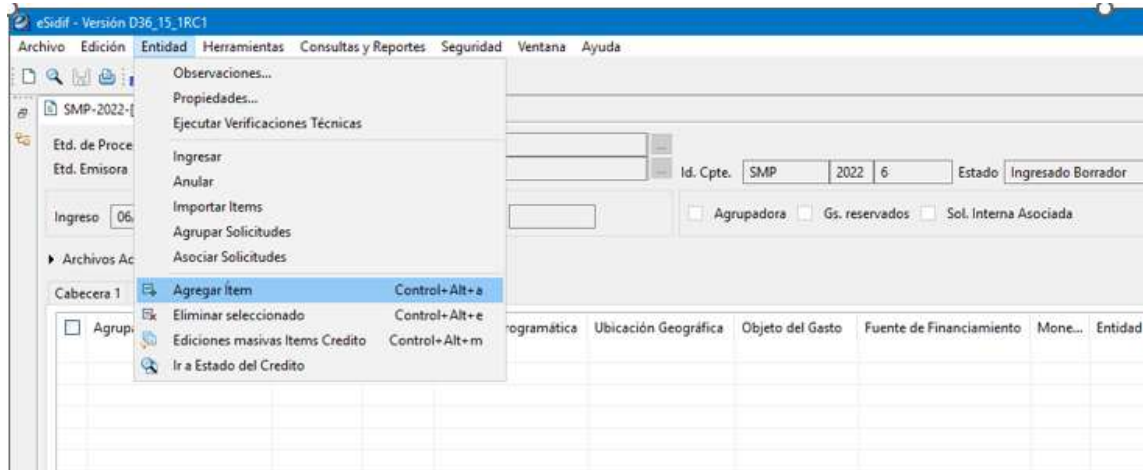 eSidif - Versión D36_15_1RC1
Archivo Edición Entidad Herramientas Consultas y Reportes Seguridad Ventana Ayuda
Observaciones...
Propiedades...
SMP-2022-[
Ejecutar Verificaciones Técnicas
Etd. de Proce
Ingresar
Etd. Emisora Id. Cpte. SMP 2022 6 Estado Ingresado Borrador
Anular
Importar Items
Ingreso 06. Agrupadora Gs. reservados Sol. Interna Asociada
Agrupar Solicitudes
Archivos Ac Asociar Solicitudes
Cabecera 1 Agregar Ítem Control+Alt+a
Eliminar seleccionado Control+Alt+e
Agrupa rogramática Ubicación Geográfica Objeto del Gasto Fuente de Financiamiento Mone... Entidad
Ediciones masivas Items Credito Control+Alt+m
Ir a Estado del Credito